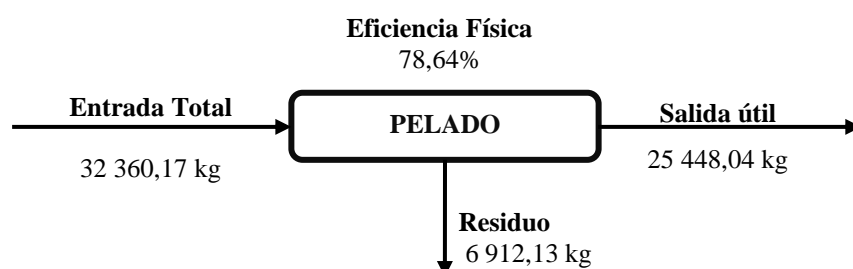 Eficiencia Física
78,64%
Entrada Total
PELADO
Salida útil
32 360,17 kg
25 448,04 kg
Residuo
6 912,13 kg